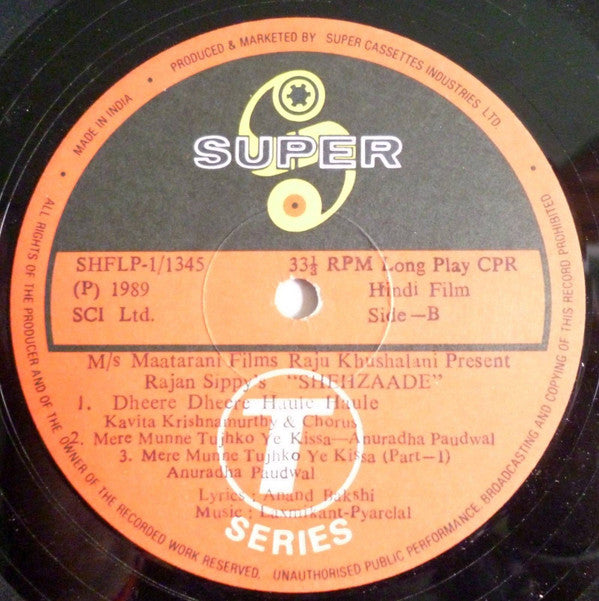 PRODUCED & MARKETED BY SUPER CASSETTES INDUSTRIES LTD.
MADE IN INDIA
SUPER
SHFLP-1/1345 33⅓ RPM Long Play CPR
(P) 1989 Hindi Film
SCI Ltd. Side—B
M/s Maatarani Films Raju Khushalani Present
Rajan Sippy's "SHEHZAADE"
1. Dheere Dheere Haule Haule
Kavita Krishnamurthy & Chorus
2. Mere Munne Tujhko Ye Kissa—Anuradha Paudwal
3. Mere Munne Tujhko Ye Kissa (Part—1)
Anuradha Paudwal
Lyrics : Anand Bakshi
Music : Laxmikant-Pyarelal
T
SERIES
ALL RIGHTS OF THE PRODUCER AND OF THE OWNER OF THE RECORDED WORK RESERVED. UNAUTHORISED PUBLIC PERFORMANCE, BROADCASTING AND COPYING OF THIS RECORD PROHIBITED